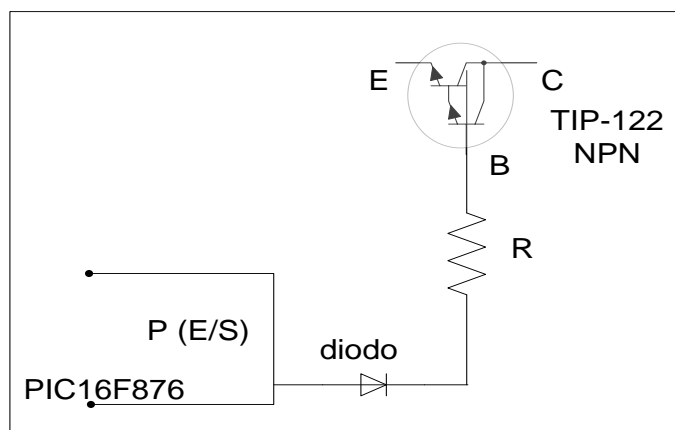 E
C
TIP-122
NPN
B
R
P (E/S)
diodo
PIC16F876